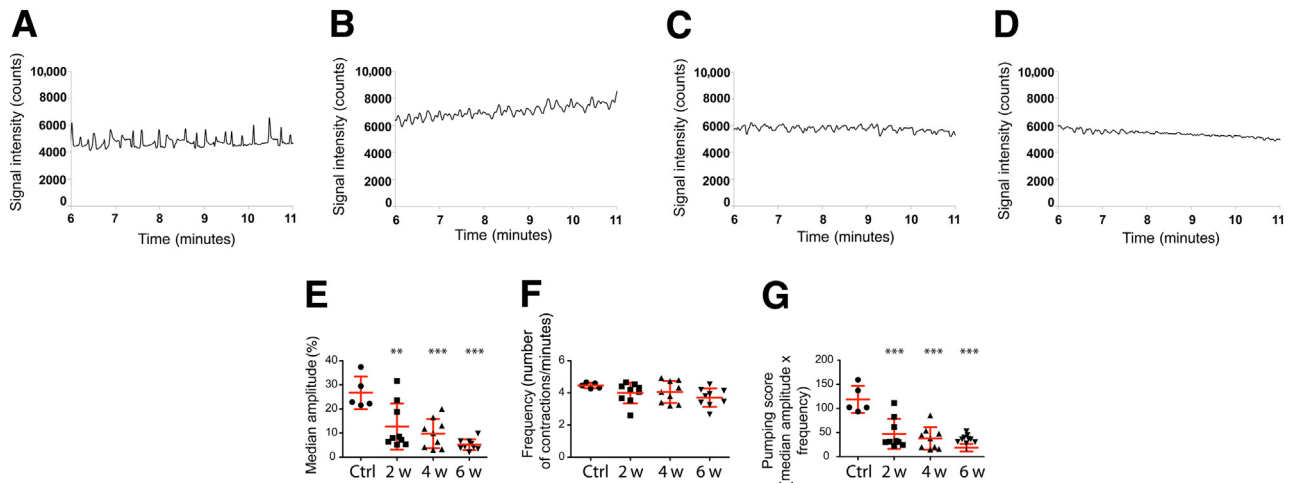 A
B
C
D
Signal intensity (counts)
10,000
8000
6000
4000
2000
0
6 7 8 9 10 11
Time (minutes)
Signal intensity (counts)
10,000
8000
6000
4000
2000
0
6 7 8 9 10 11
Time (minutes)
Signal intensity (counts)
10,000
8000
6000
4000
2000
0
6 7 8 9 10 11
Time (minutes)
Signal intensity (counts)
10,000
8000
6000
4000
2000
0
6 7 8 9 10 11
Time (minutes)
E
Median amplitude (%)
40
30
20
10
0
** *** ***
Ctrl 2 w 4 w 6 w
F
Frequency (number
of contractions/minutes)
6
4
2
0
Ctrl 2 w 4 w 6 w
G
Pumping score
(median amplitude x
frequency)
200
150
100
50
0
*** *** ***
Ctrl 2 w 4 w 6 w